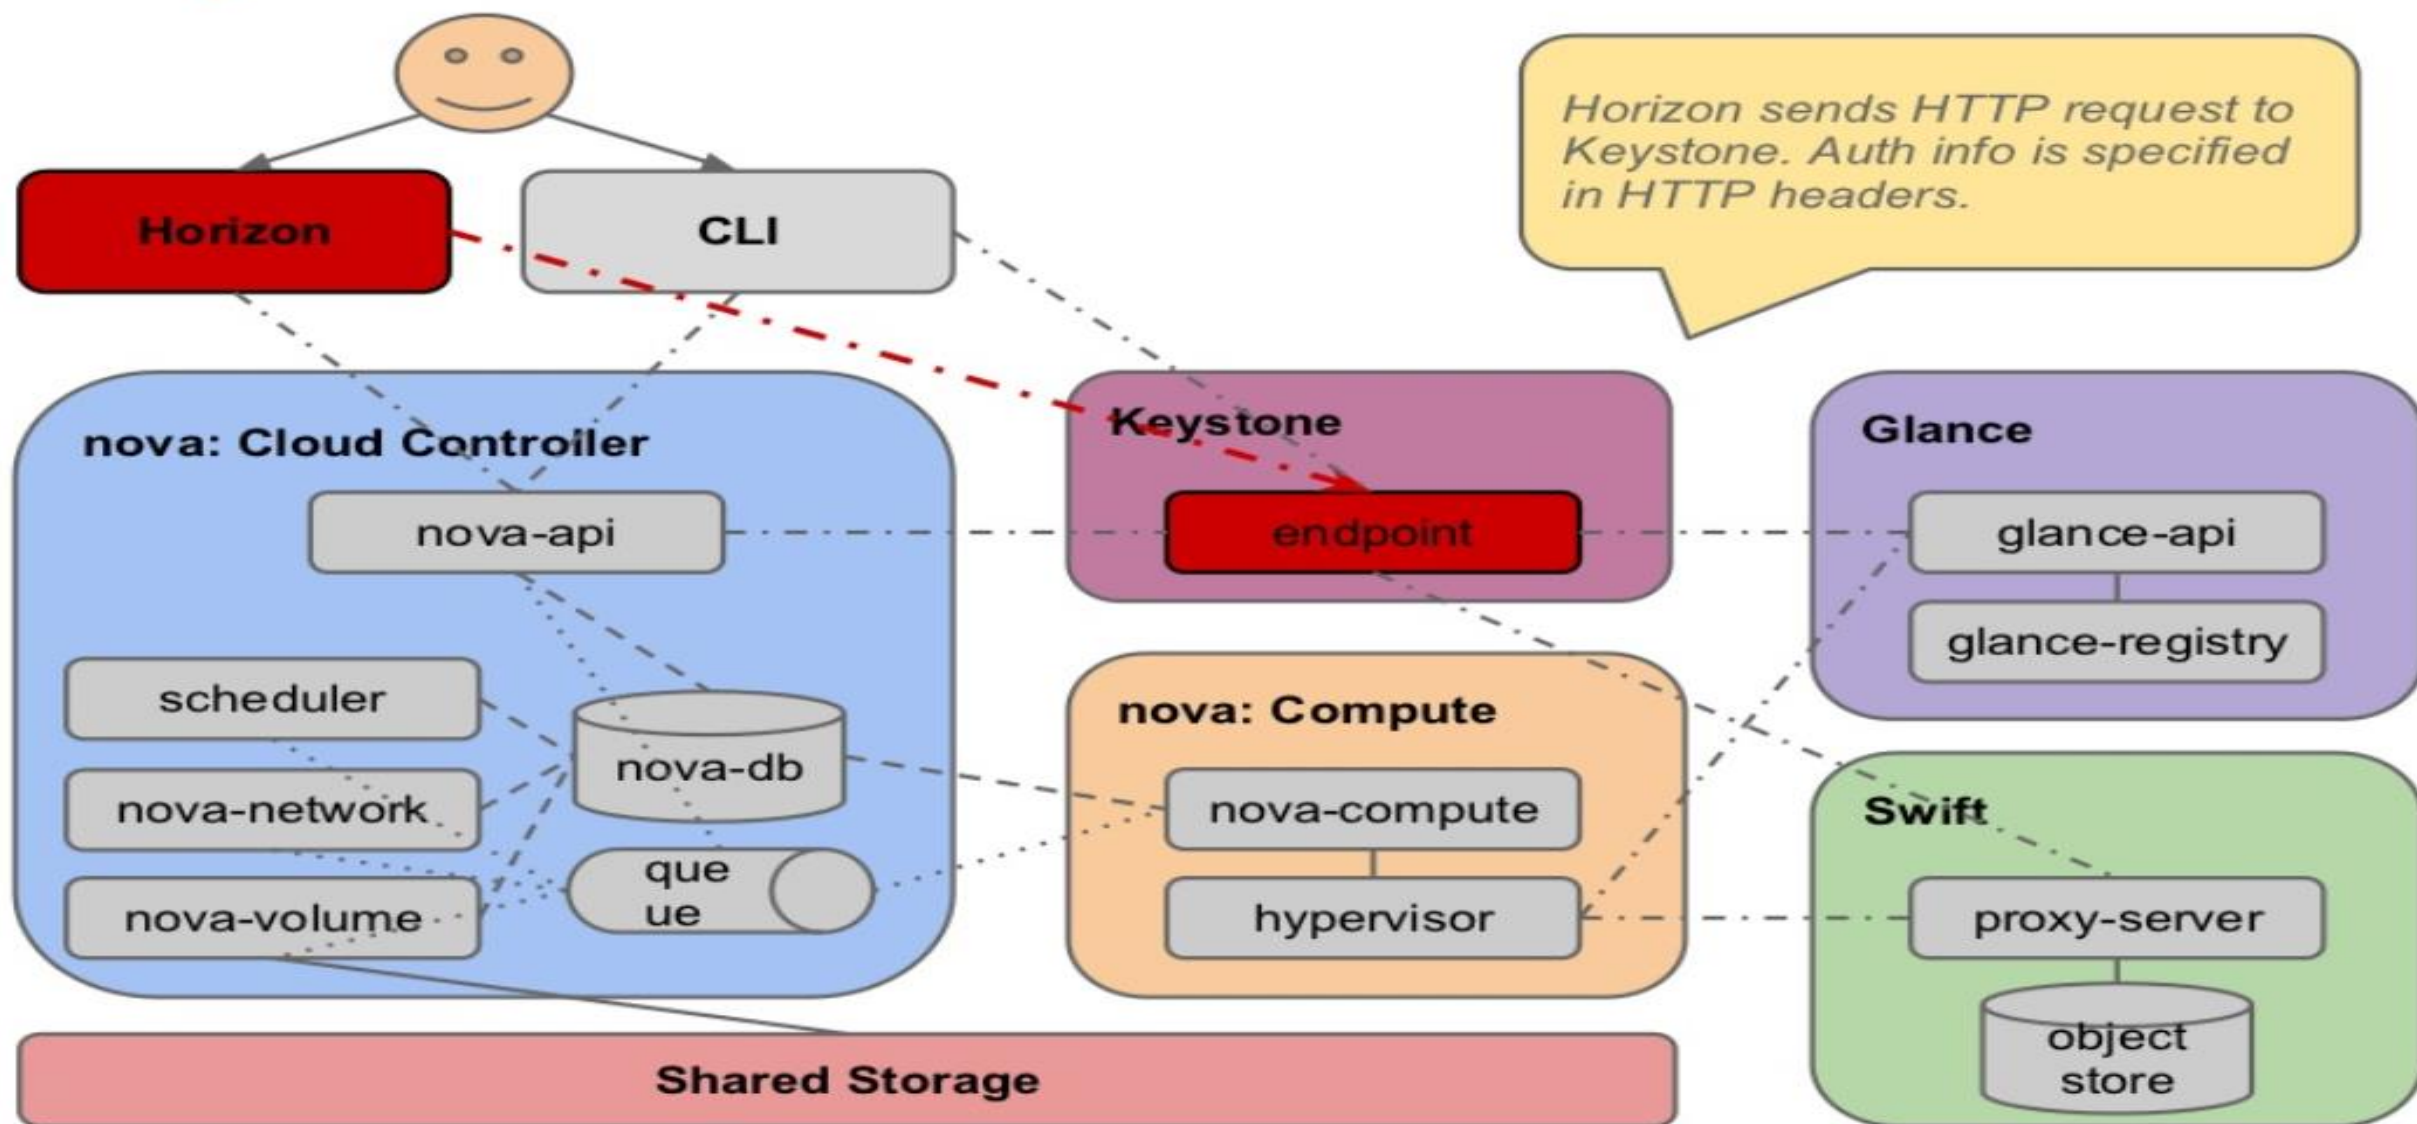 Horizon sends HTTP request to
Keystone. Auth info is specified
in HTTP headers.
Horizon
CLI
nova: Cloud Controller
Keystone
Glance
nova-api
endpoint
glance-api
glance-registry
scheduler
nova: Compute
nova-db
nova-network
nova-compute
Swift
que
ue
nova-volume
hypervisor
proxy-server
object
store
Shared Storage